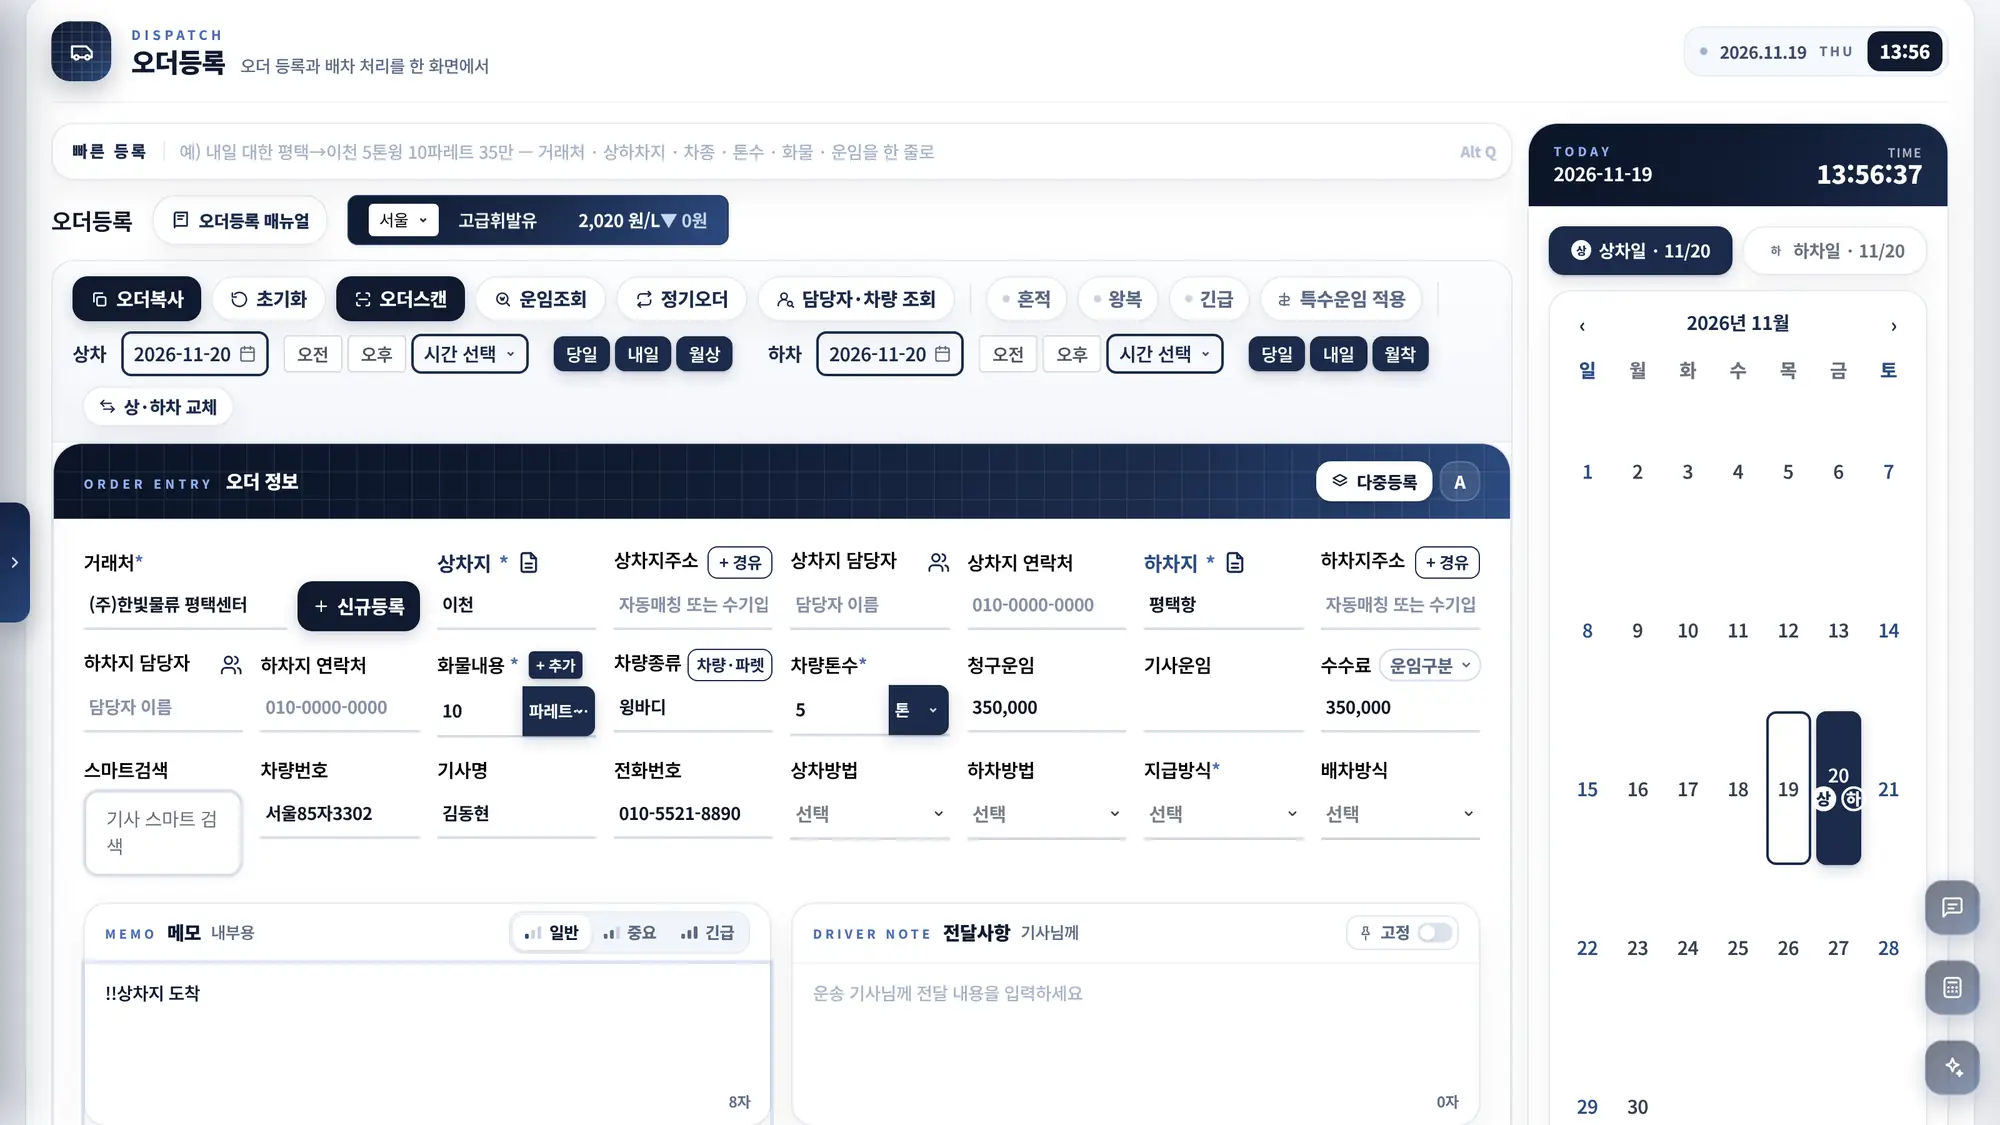 DISPATCH
오더등록 오더 등록과 배차 처리를 한 화면에서
2026.11.19 THU 13:56
빠른 등록 예) 내일 대한 평택→이천 5톤윙 10파레트 35만 — 거래처 · 상하차지 · 차종 · 톤수 · 화물 · 운임을 한 줄로 Alt Q
오더등록 오더등록 매뉴얼 서울 고급휘발유 2,020 원/L▼ 0원
오더복사 초기화 오더스캔 운임조회 정기오더 담당자·차량 조회 혼적 왕복 긴급 특수운임 적용
상차 2026-11-20 오전 오후 시간 선택 당일 내일 월상 하차 2026-11-20 오전 오후 시간 선택 당일 내일 월착
상·하차 교체
ORDER ENTRY 오더 정보 다중등록 A
거래처* 상차지 * 상차지주소 + 경유 상차지 담당자 상차지 연락처 하차지 * 하차지주소 + 경유
(주)한빛물류 평택센터 + 신규등록 이천 자동매칭 또는 수기입 담당자 이름 010-0000-0000 평택항 자동매칭 또는 수기입
하차지 담당자 하차지 연락처 화물내용 * + 추가 차량종류 차량·파렛 차량톤수* 청구운임 기사운임 수수료 운임구분
담당자 이름 010-0000-0000 10 파레트 윙바디 5 톤 350,000 350,000
스마트검색 차량번호 기사명 전화번호 상차방법 하차방법 지급방식* 배차방식
기사 스마트 검색 서울85자3302 김동현 010-5521-8890 선택 선택 선택 선택
MEMO 메모 내부용 일반 중요 긴급
!!상차지 도착
8자
DRIVER NOTE 전달사항 기사님께 고정
운송 기사님께 전달 내용을 입력하세요
0자
TODAY TIME
2026-11-19 13:56:37
상 상차일 · 11/20 하 하차일 · 11/20
‹ 2026년 11월 ›
일 월 화 수 목 금 토
1 2 3 4 5 6 7
8 9 10 11 12 13 14
15 16 17 18 19 20 상 하 21
22 23 24 25 26 27 28
29 30